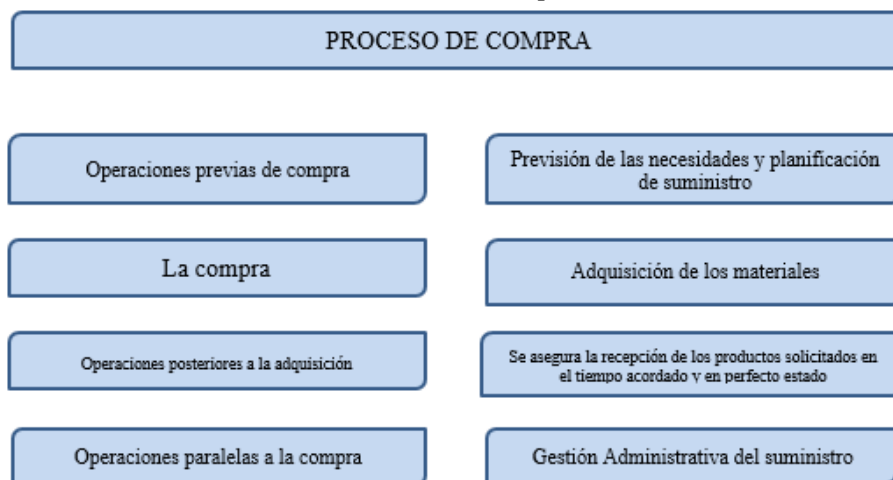 PROCESO DE COMPRA
Operaciones previas de compra
Previsión de las necesidades y planificación
de suministro
La compra
Adquisición de los materiales
Operaciones posteriores a la adquisición
Se asegura la recepción de los productos solicitados en
el tiempo acordado y en perfecto estado
Operaciones paralelas a la compra
Gestión Administrativa del suministro